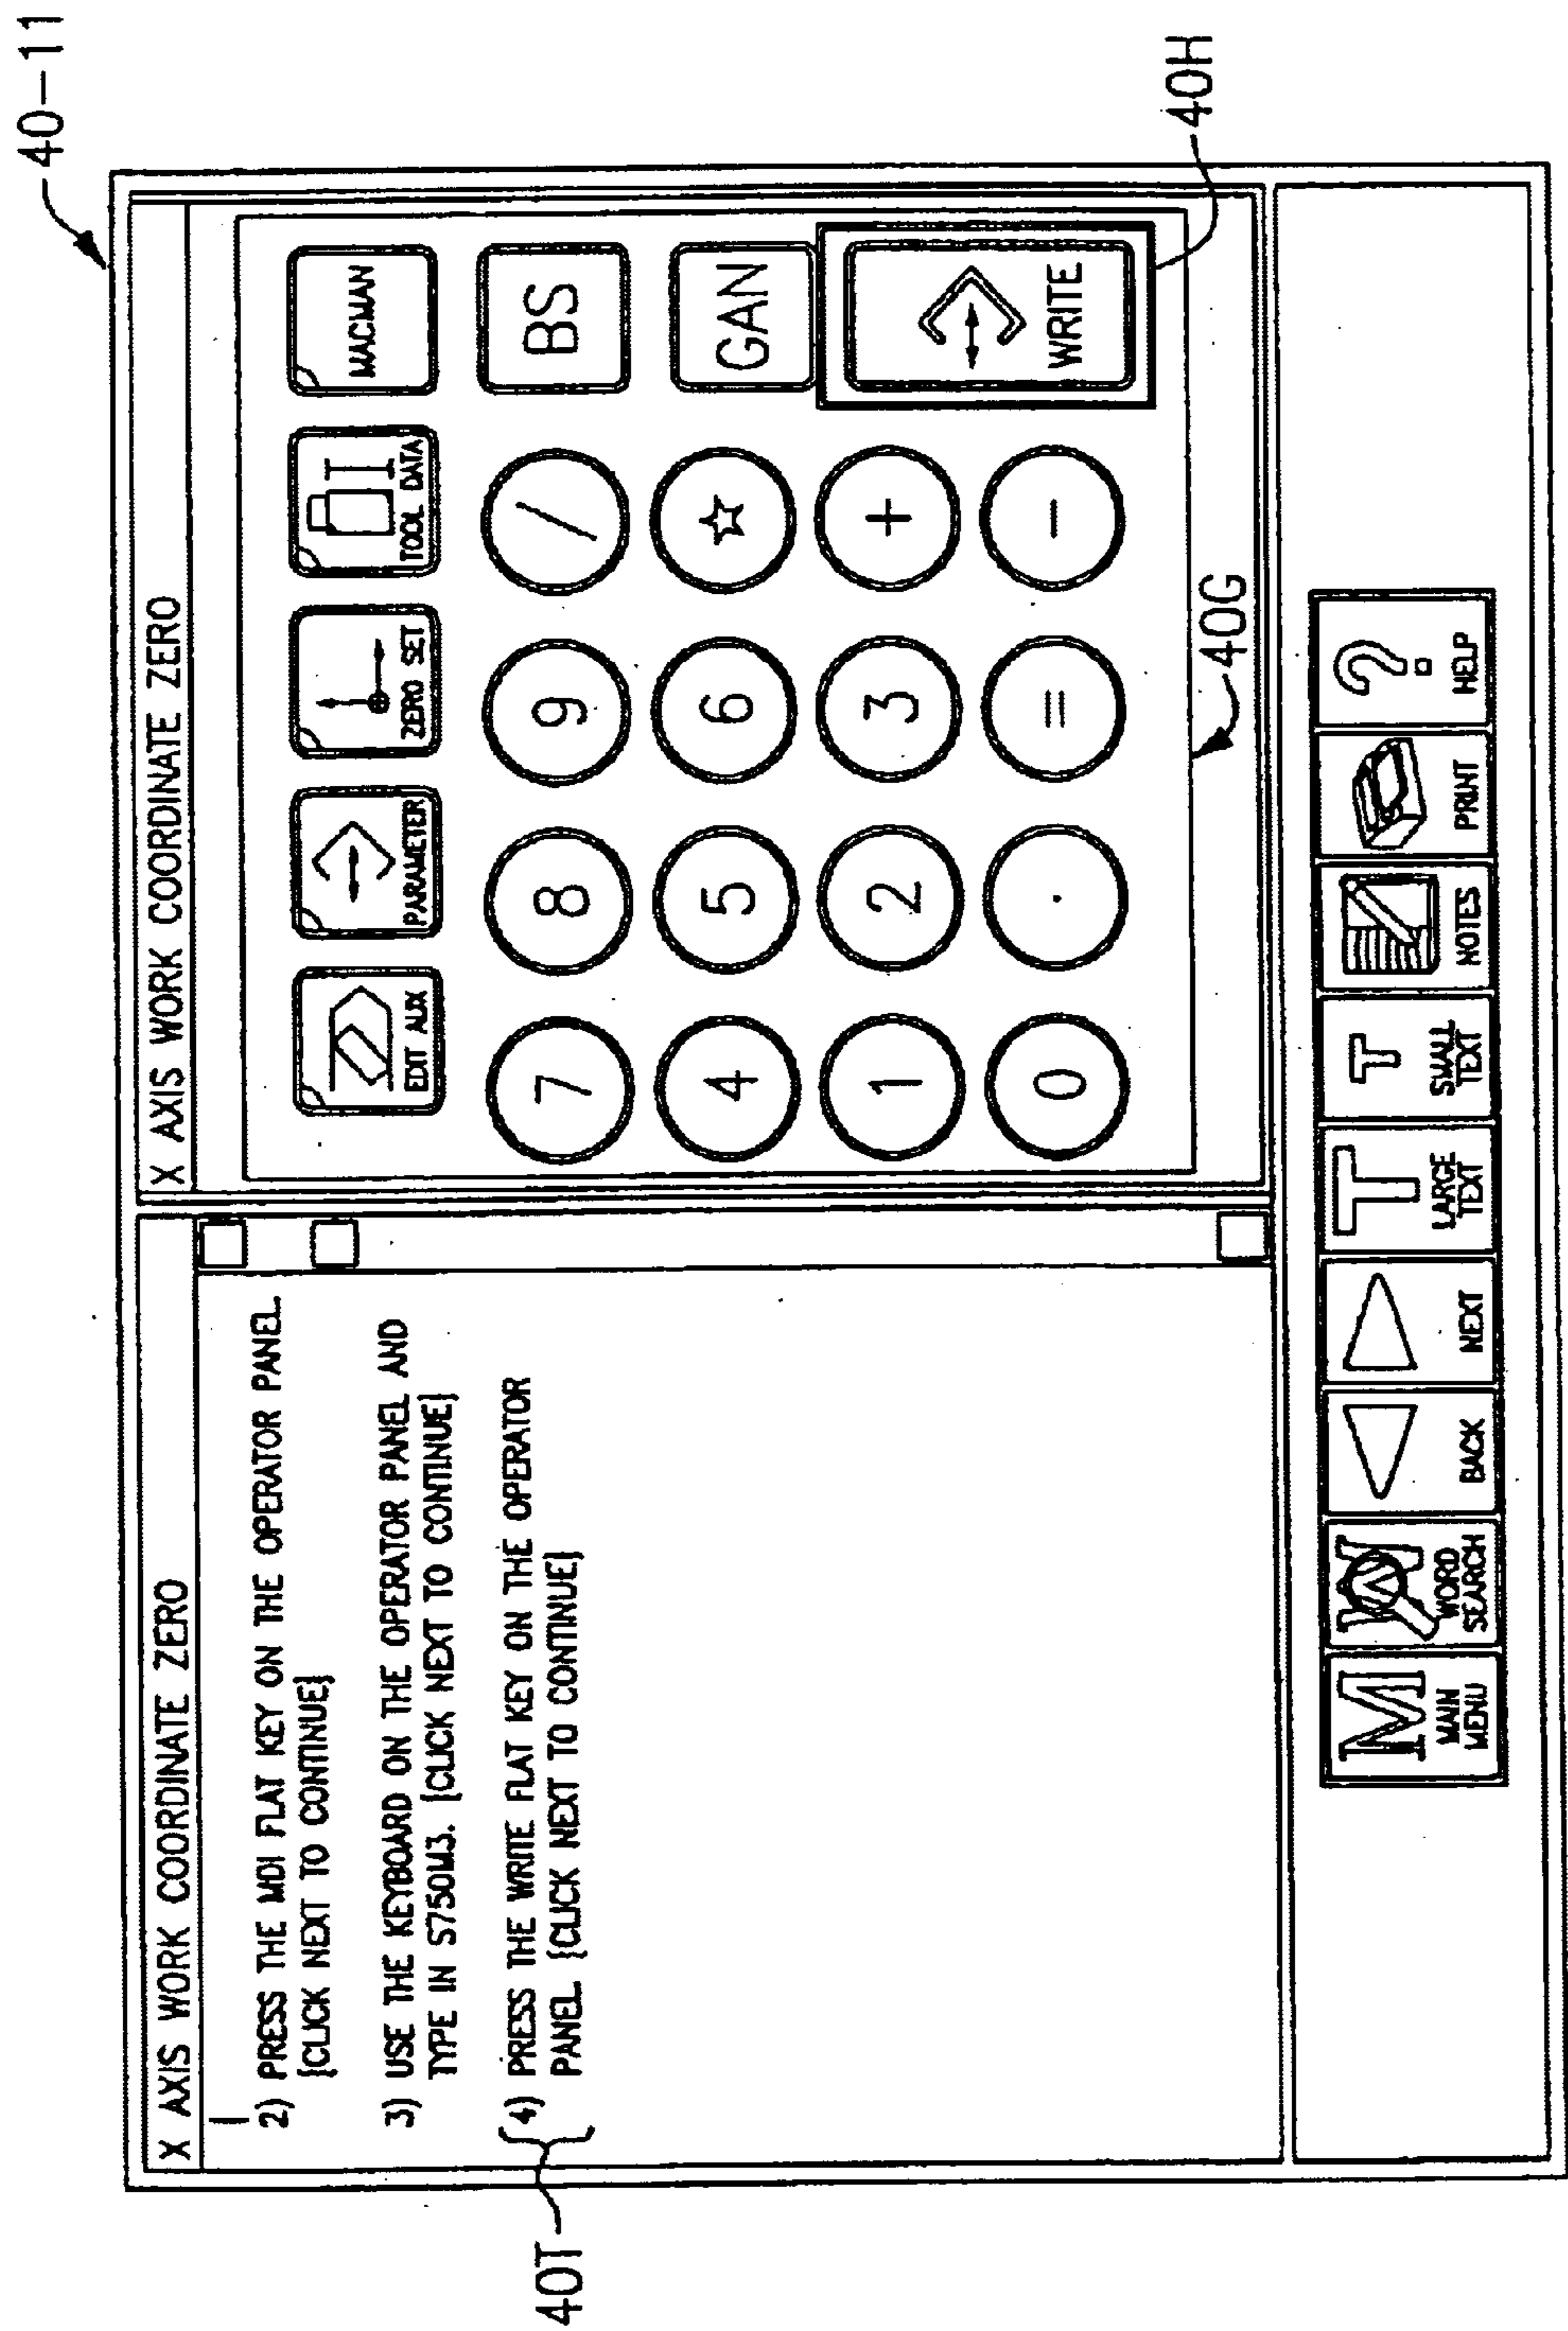 40-11
X AXIS WORK COORDINATE ZERO
2) PRESS THE MDI FLAT KEY ON THE OPERATOR PANEL.
[CLICK NEXT TO CONTINUE]
3) USE THE KEYBOARD ON THE OPERATOR PANEL AND
TYPE IN S750M3. [CLICK NEXT TO CONTINUE]
40T
4) PRESS THE WRITE FLAT KEY ON THE OPERATOR
PANEL [CLICK NEXT TO CONTINUE]
X AXIS WORK COORDINATE ZERO
EDIT AUX
PARAMETER
ZERO SET
TOOL DATA
MACMAN
7 8 9 / BS
4 5 6 ☆ GAN
1 2 3 +
WRITE
0 . = -
40H
40G
M
MAIN
MENU
W
WORD
SEARCH
BACK
NEXT
T
LARGE
TEXT
T
SMALL
TEXT
NOTES
PRINT
?
HELP